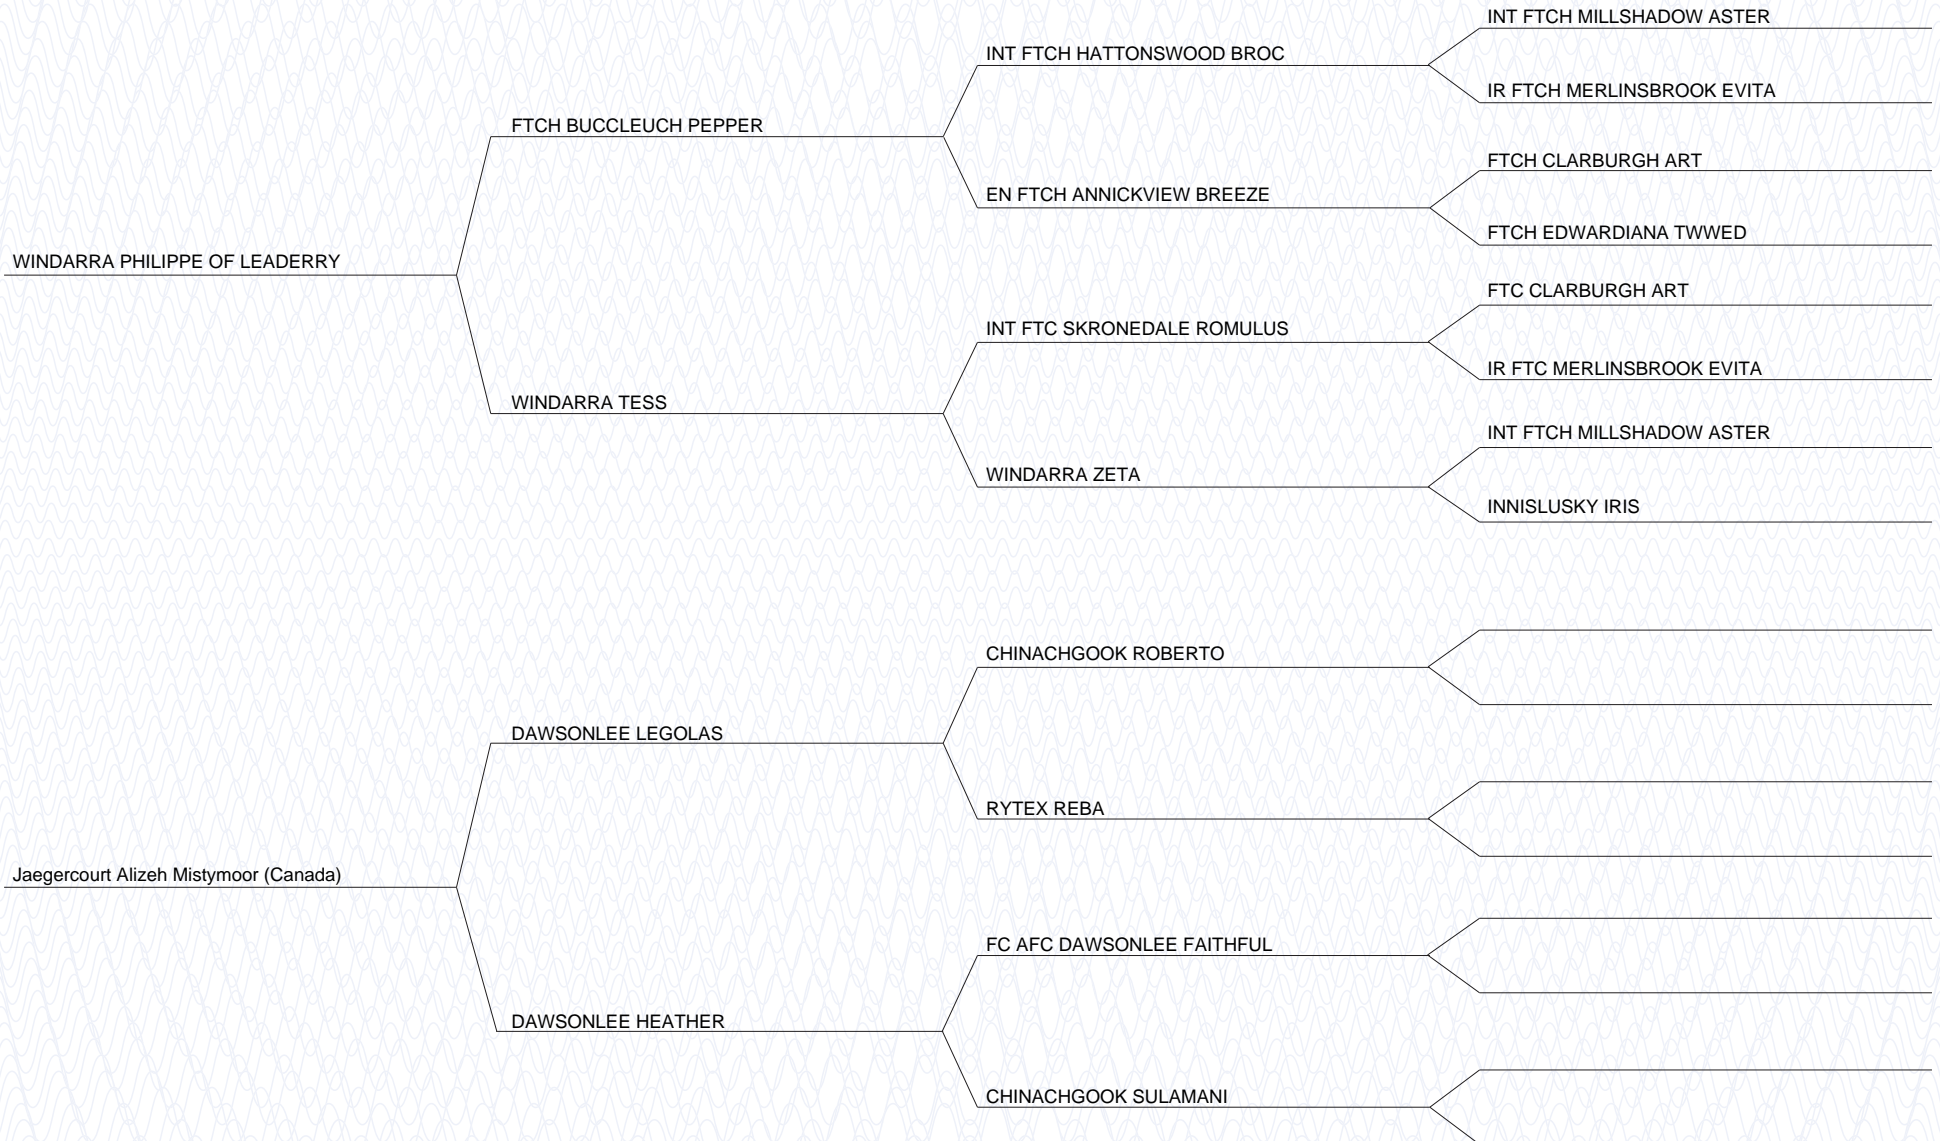 INT FTCH MILLSHADOW ASTER
INT FTCH HATTONSWOOD BROC
IR FTCH MERLINSBROOK EVITA
FTCH BUCCLEUCH PEPPER
FTCH CLARBURGH ART
EN FTCH ANNICKVIEW BREEZE
FTCH EDWARDIANA TWWED
WINDARRA PHILIPPE OF LEADERRY
FTC CLARBURGH ART
INT FTC SKRONEDALE ROMULUS
IR FTC MERLINSBROOK EVITA
WINDARRA TESS
INT FTCH MILLSHADOW ASTER
WINDARRA ZETA
INNISLUSKY IRIS
CHINACHGOOK ROBERTO
DAWSONLEE LEGOLAS
RYTEX REBA
Jaegercourt Alizeh Mistymoor (Canada)
FC AFC DAWSONLEE FAITHFUL
DAWSONLEE HEATHER
CHINACHGOOK SULAMANI